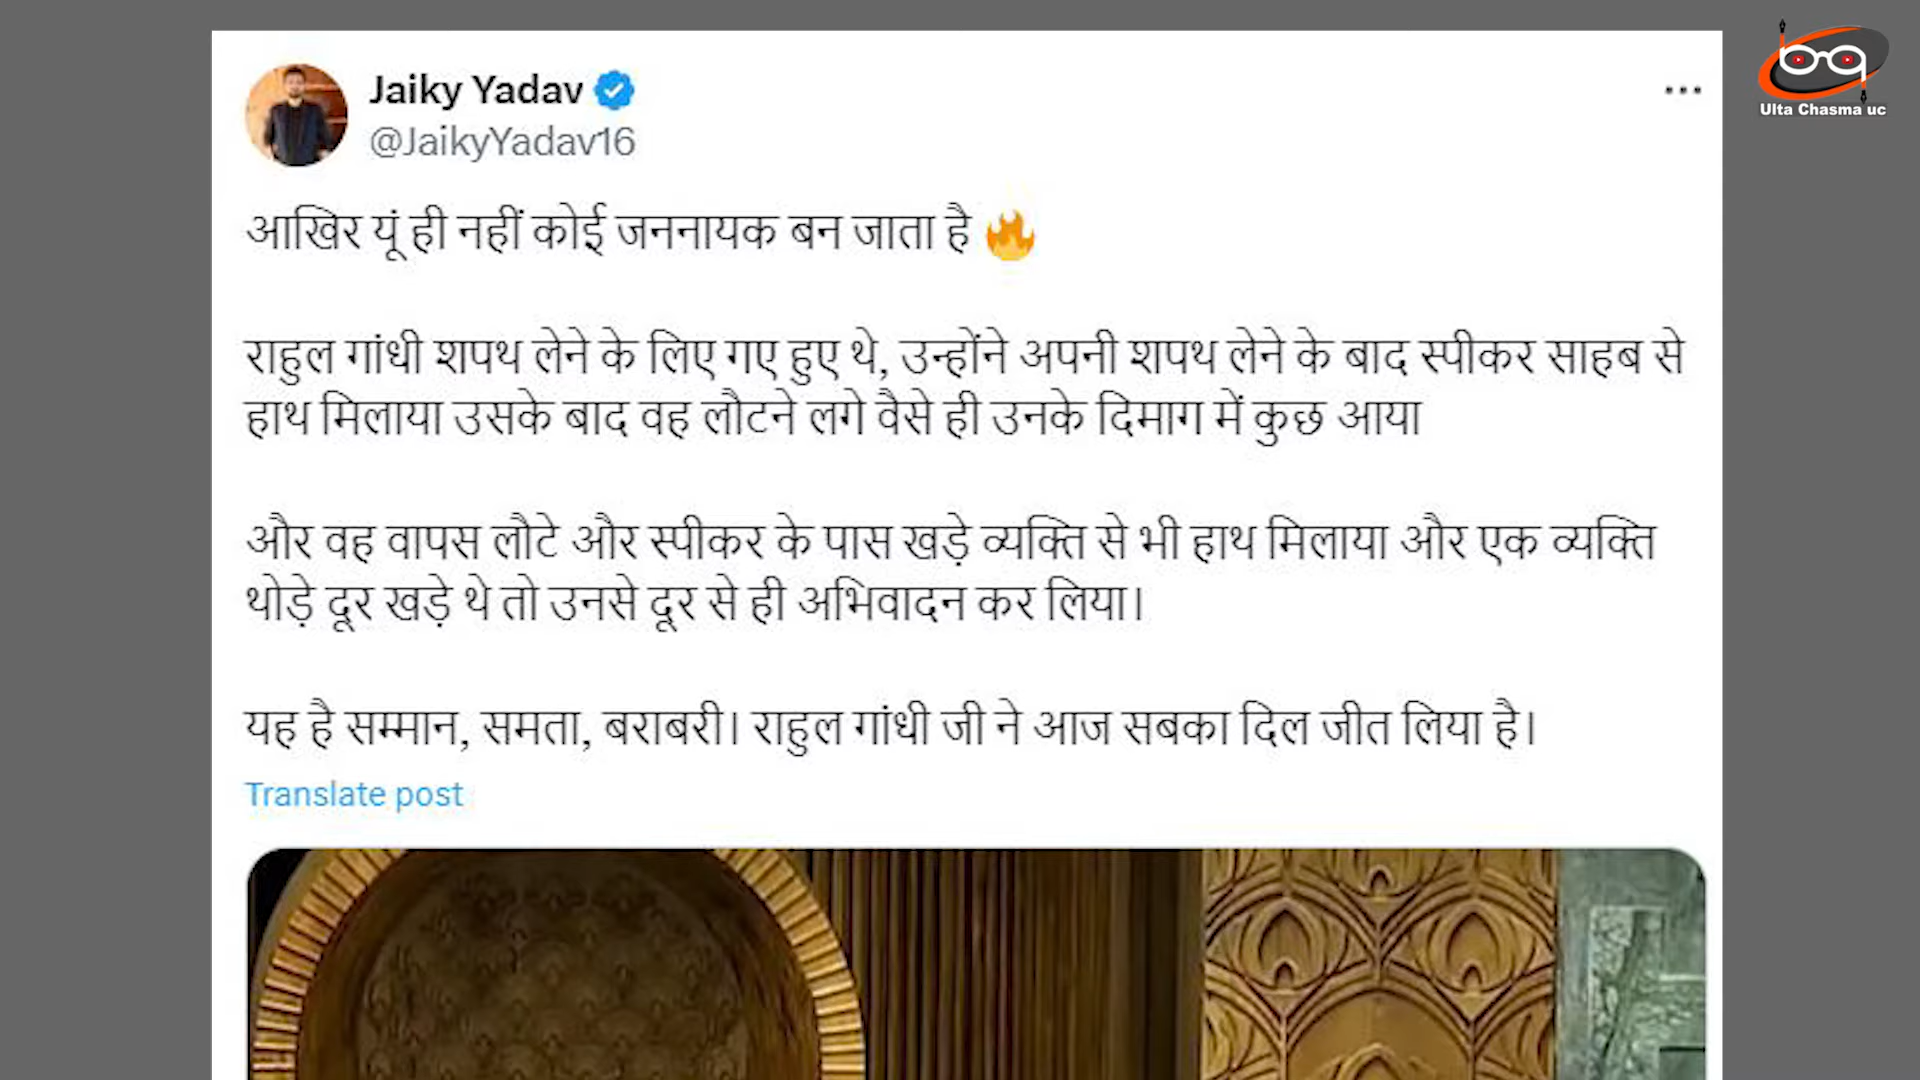 Jaiky Yadav
@JaikyYadav16
Ulta Chasma uc
आखिर यूं ही नहीं कोई जननायक बन जाता है 🔥
राहुल गांधी शपथ लेने के लिए गए हुए थे, उन्होंने अपनी शपथ लेने के बाद स्पीकर साहब से
हाथ मिलाया उसके बाद वह लौटने लगे वैसे ही उनके दिमाग में कुछ आया
और वह वापस लौटे और स्पीकर के पास खड़े व्यक्ति से भी हाथ मिलाया और एक व्यक्ति
थोड़े दूर खड़े थे तो उनसे दूर से ही अभिवादन कर लिया।
यह है सम्मान, समता, बराबरी। राहुल गांधी जी ने आज सबका दिल जीत लिया है।
Translate post